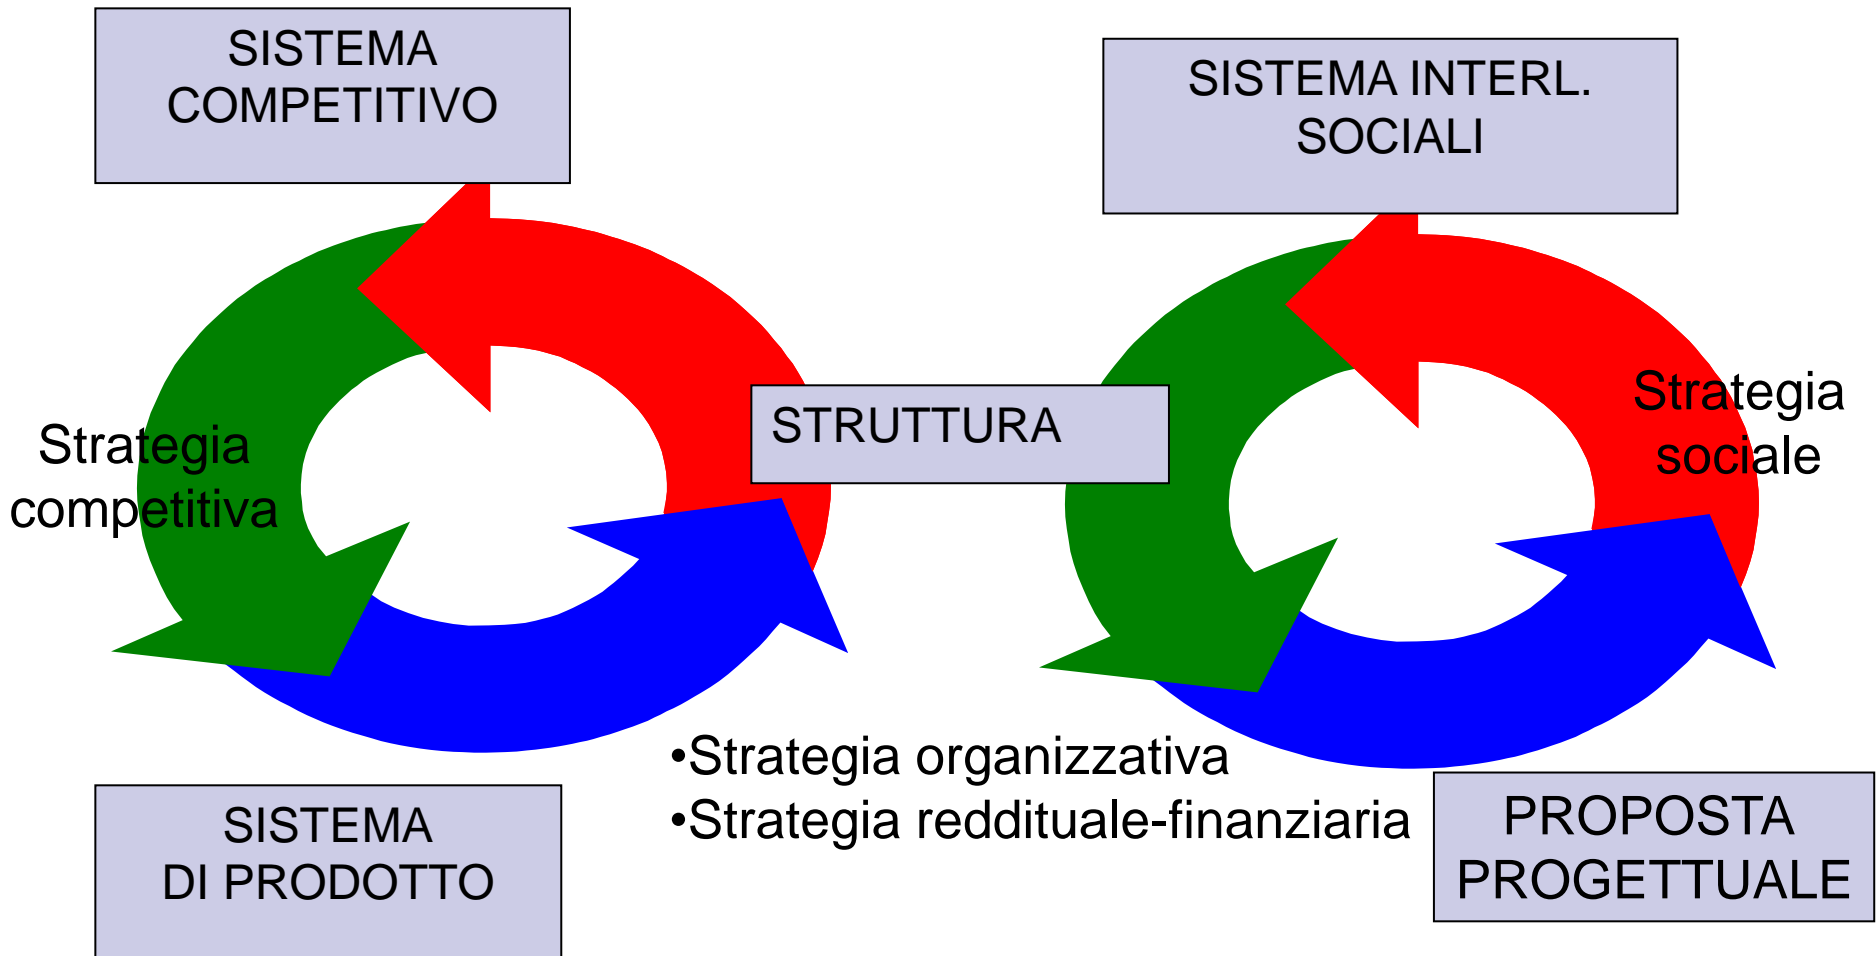 SISTEMA
COMPETITIVO
SISTEMA INTERL.
SOCIALI
Strategia
competitiva
STRUTTURA
Strategia
sociale
•Strategia organizzativa
•Strategia reddituale-finanziaria
SISTEMA
DI PRODOTTO
PROPOSTA
PROGETTUALE